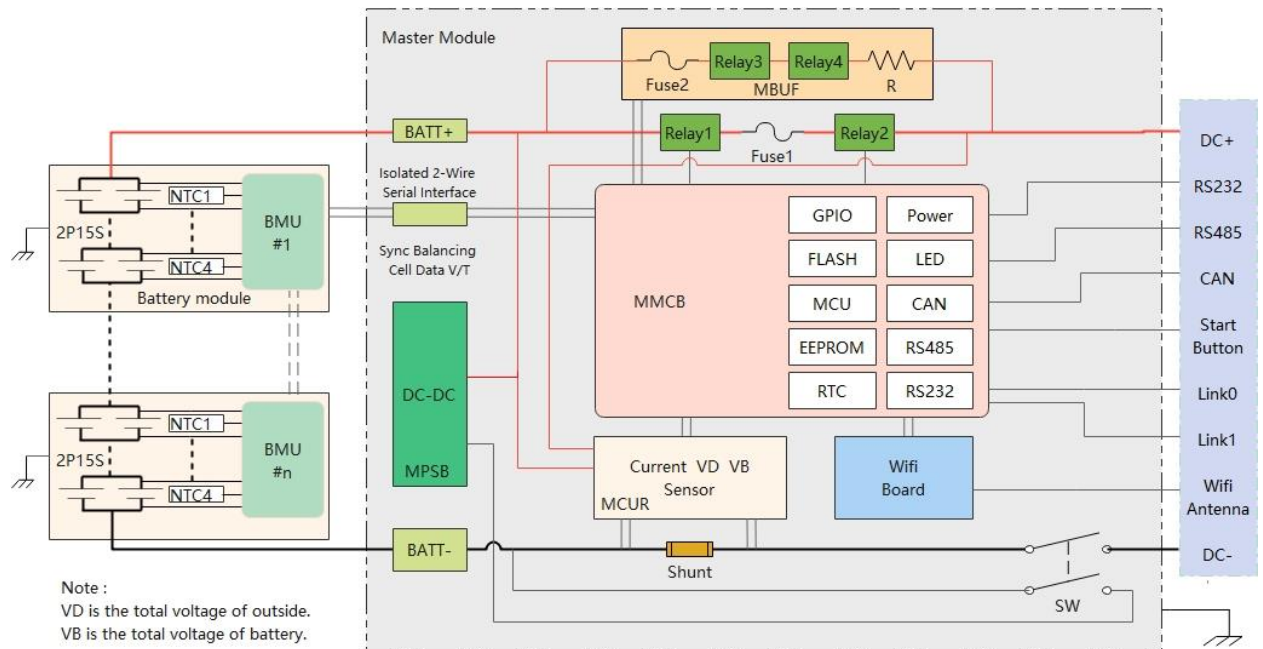 Master Module
Fuse2
Relay3
Relay4
R
MBUF
BATT+
Relay1
Fuse1
Relay2
Isolated 2-Wire
Serial Interface
Sync Balancing
Cell Data V/T
NTC1
2P15S
NTC4
BMU
#1
Battery module
NTC1
2P15S
NTC4
BMU
#n
DC-DC
MPSB
MMCB
GPIO
Power
FLASH
LED
MCU
CAN
EEPROM
RS485
RTC
RS232
Current VD VB
Sensor
MCUR
Wifi
Board
BATT-
Shunt
SW
DC+
RS232
RS485
CAN
Start
Button
Link0
Link1
Wifi
Antenna
DC-
Note :
VD is the total voltage of outside.
VB is the total voltage of battery.